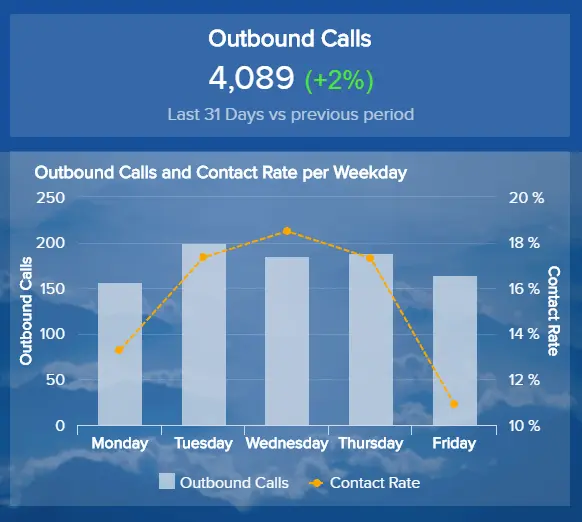 Outbound Calls
4,089 (+2%)
Last 31 Days vs previous period
Outbound Calls and Contact Rate per Weekday
250
200
150
100
50
0
Outbound Calls
20 %
18 %
16 %
14 %
12 %
10 %
Contact Rate
Monday Tuesday Wednesday Thursday Friday
Outbound Calls Contact Rate